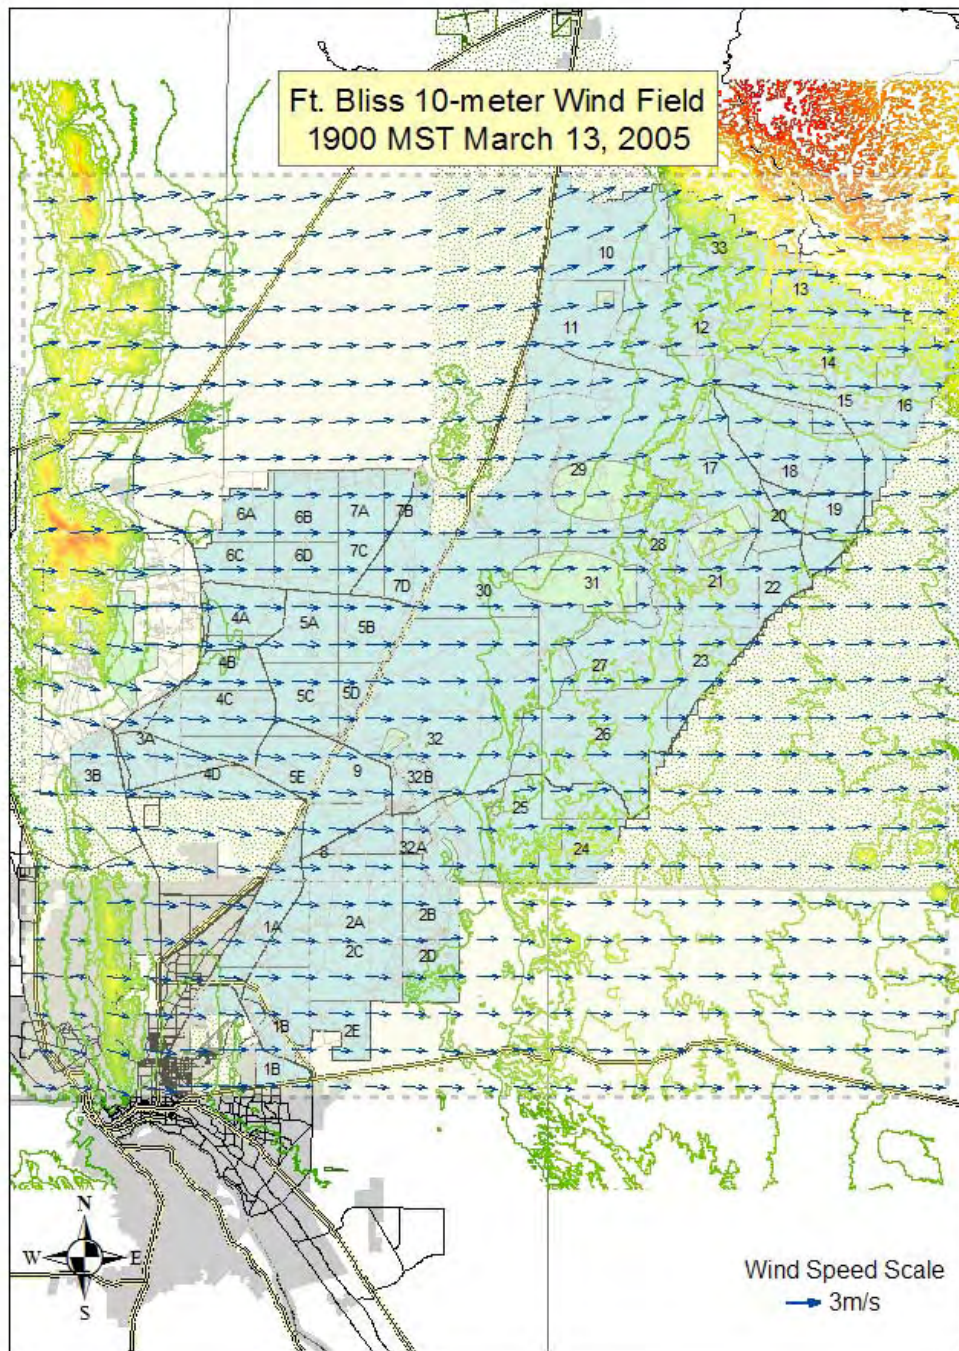 Ft. Bliss 10-meter Wind Field
1900 MST March 13, 2005
10
33
13
11
12
14
15
16
29
17
18
6A
6B
7A
7B
20
19
6C
6D
7C
28
7D
30
31
21
22
4A
5A
5B
4B
27
23
4C
5C
5D
3A
32
26
3B
4D
5E
9
32B
25
8
32A
24
1A
2A
2B
2C
2D
1B
2E
1B
N
W
E
S
Wind Speed Scale
3m/s